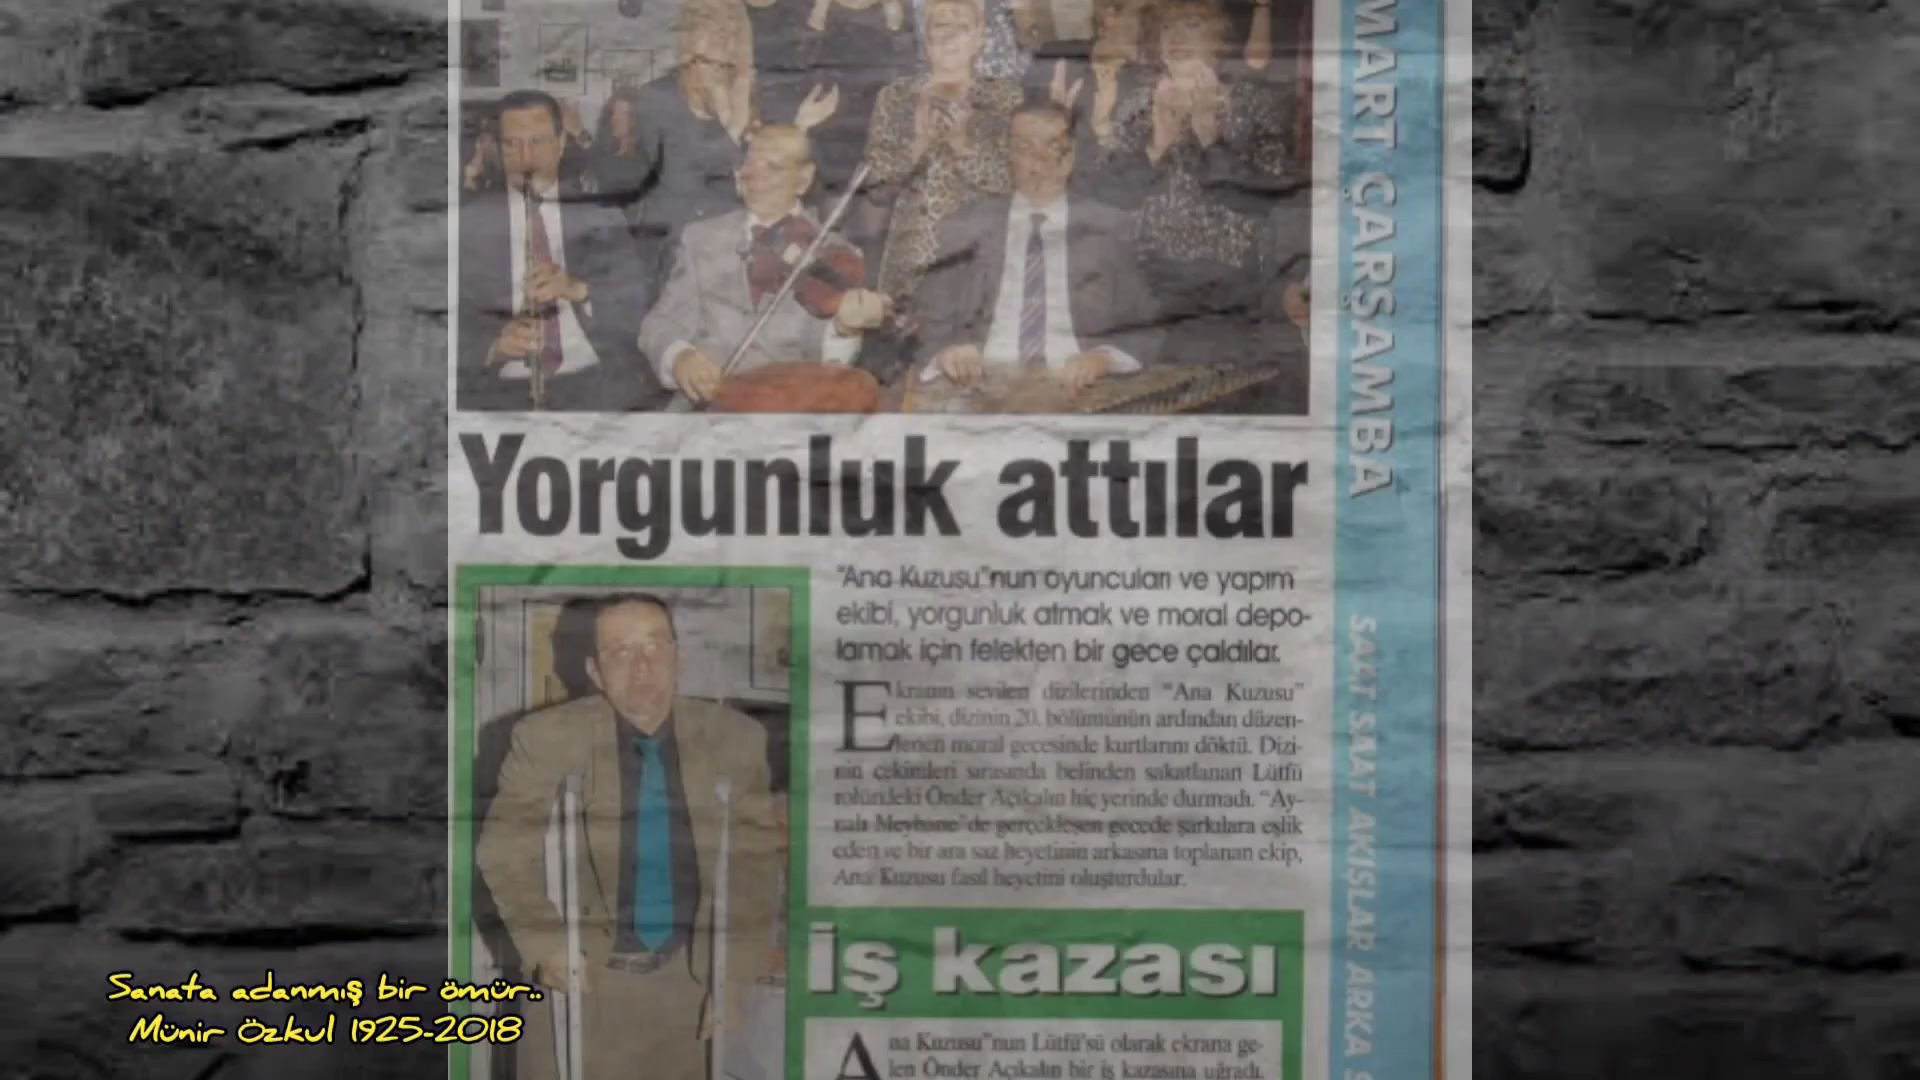 Yorgunluk attılar
"Ana Kuzusu"nun oyuncuları ve yapım
ekibi, yorgunluk atmak ve moral depo-
lamak için felekten bir gece çaldılar.
Ekranın sevilen dizilerinden "Ana Kuzusu"
ekibi, dizinin 20. bölümünün ardından düzen-
lenen moral gecesinde kurtlarını döktü. Dizi-
nin çekimleri sırasında belinden sakatlanan Lütfü
rolündeki Önder Açıkalın hiç yerinde durmadı. "Ay-
nalı Meyhane"de gerçekleşen gecede şarkılara eşlik
eden ve bir ara saz heyetinin arkasına toplanan ekip,
Ana Kuzusu fasıl heyetini oluşturdular.
iş kazası
Ana Kuzusu"nun Lütfü'sü olarak ekrana ge-
len Önder Açıkalın bir iş kazasına uğradı.
MART ÇARŞAMBA
SAAT SAAT AKIŞLAR ARKA
Sanata adanmış bir ömür..
Münir Özkul 1925-2018